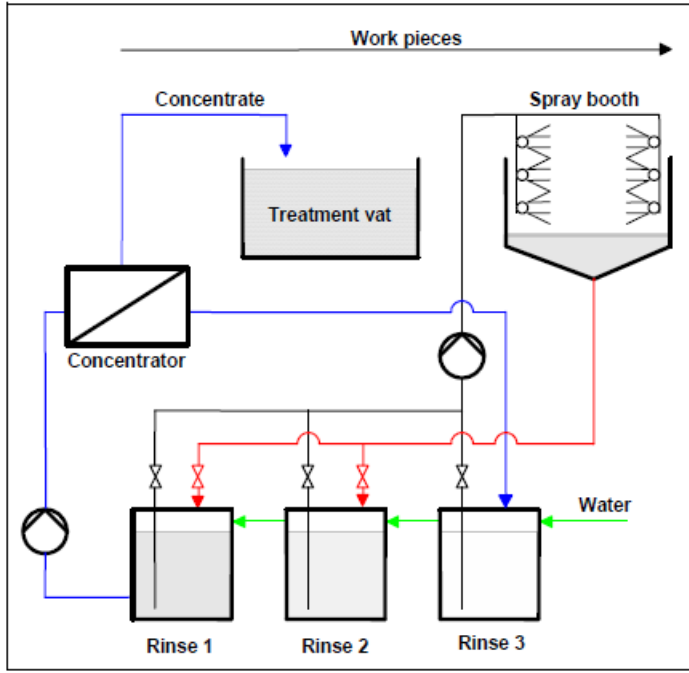 Work pieces
Concentrate
Spray booth
Treatment vat
Concentrator
Water
Rinse 1
Rinse 2
Rinse 3